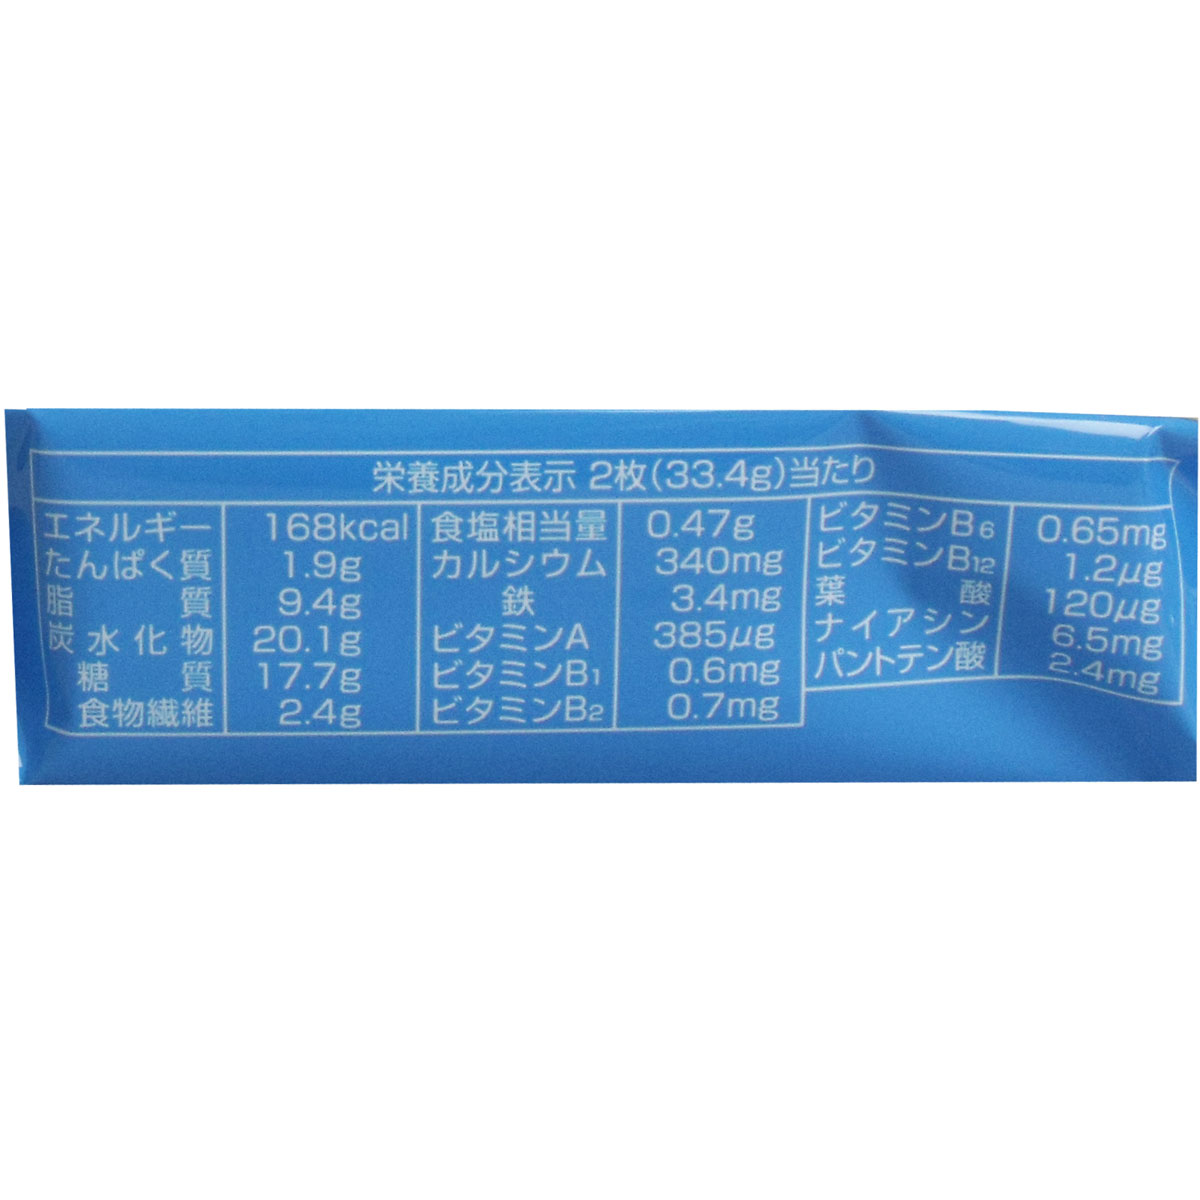 栄養成分表示 2枚(33.4g)当たり
エネルギー 168kcal
たんぱく質 1.9g
脂質 9.4g
炭水化物 20.1g
糖質 17.7g
食物繊維 2.4g
食塩相当量 0.47g
カルシウム 340mg
鉄 3.4mg
ビタミンA 385μg
ビタミンB1 0.6mg
ビタミンB2 0.7mg
ビタミンB6 0.65mg
ビタミンB12 1.2μg
葉酸 120μg
ナイアシン 6.5mg
パントテン酸 2.4mg